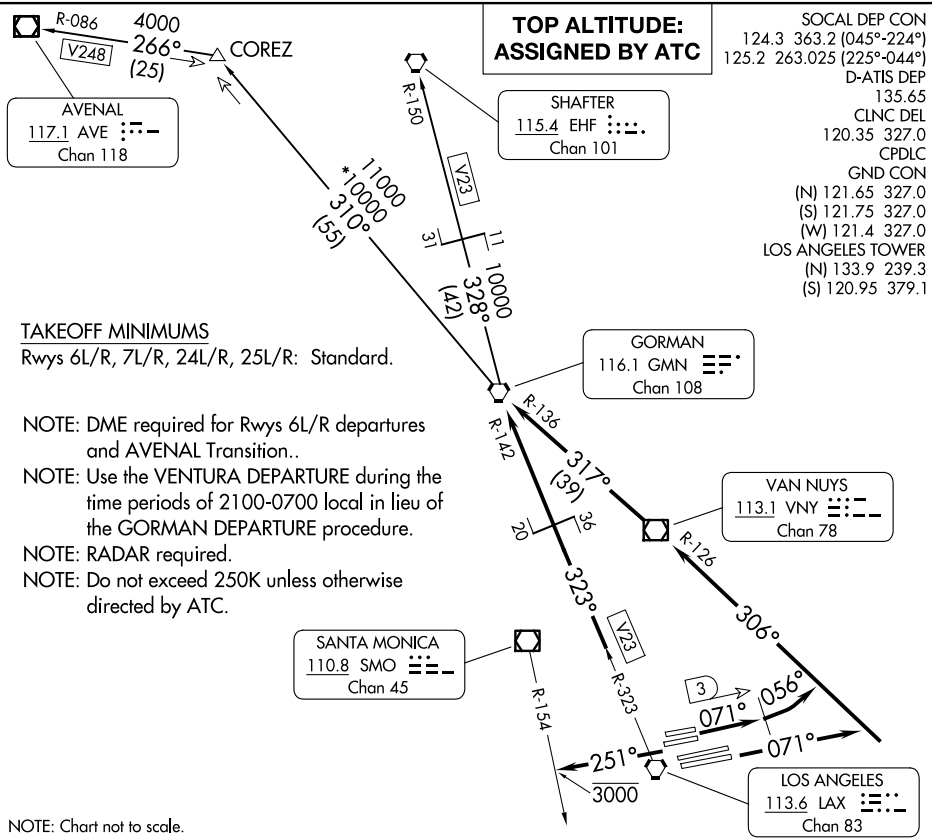 TOP ALTITUDE:
ASSIGNED BY ATC
SOCAL DEP CON
124.3 363.2 (045°-224°)
125.2 263.025 (225°-044°)
D-ATIS DEP
135.65
CLNC DEL
120.35 327.0
CPDLC
GND CON
(N) 121.65 327.0
(S) 121.75 327.0
(W) 121.4 327.0
LOS ANGELES TOWER
(N) 133.9 239.3
(S) 120.95 379.1
R-086
4000
V248
266°
(25)
COREZ
AVENAL
117.1 AVE
Chan 118
R-150
SHAFTER
115.4 EHF
Chan 101
V23
11000
*10000
310°
(55)
31
11
10000
328°
(42)
TAKEOFF MINIMUMS
Rwys 6L/R, 7L/R, 24L/R, 25L/R: Standard.
GORMAN
116.1 GMN
Chan 108
NOTE: DME required for Rwys 6L/R departures
and AVENAL Transition..
NOTE: Use the VENTURA DEPARTURE during the
time periods of 2100-0700 local in lieu of
the GORMAN DEPARTURE procedure.
NOTE: RADAR required.
NOTE: Do not exceed 250K unless otherwise
directed by ATC.
R-136
R-142
317°
(39)
VAN NUYS
113.1 VNY
Chan 78
20
36
R-126
323°
306°
V23
SANTA MONICA
110.8 SMO
Chan 45
R-154
R-323
3
071°
056°
251°
071°
3000
LOS ANGELES
113.6 LAX
Chan 83
NOTE: Chart not to scale.